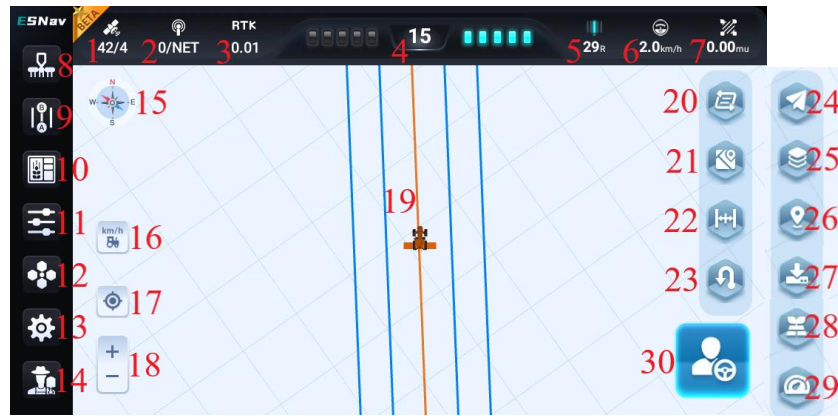 ESNav
BETA
RTK
1 42/4
2 0/NET
3 0.01
4 15
5 29R
6 2.0km/h
7 0.00mu
8
9 B A
10
11
12
13
14
N
W E
S
15
km/h
16
17
+
-
18
19
20
21
22
23
24
25
26
27
28
29
30